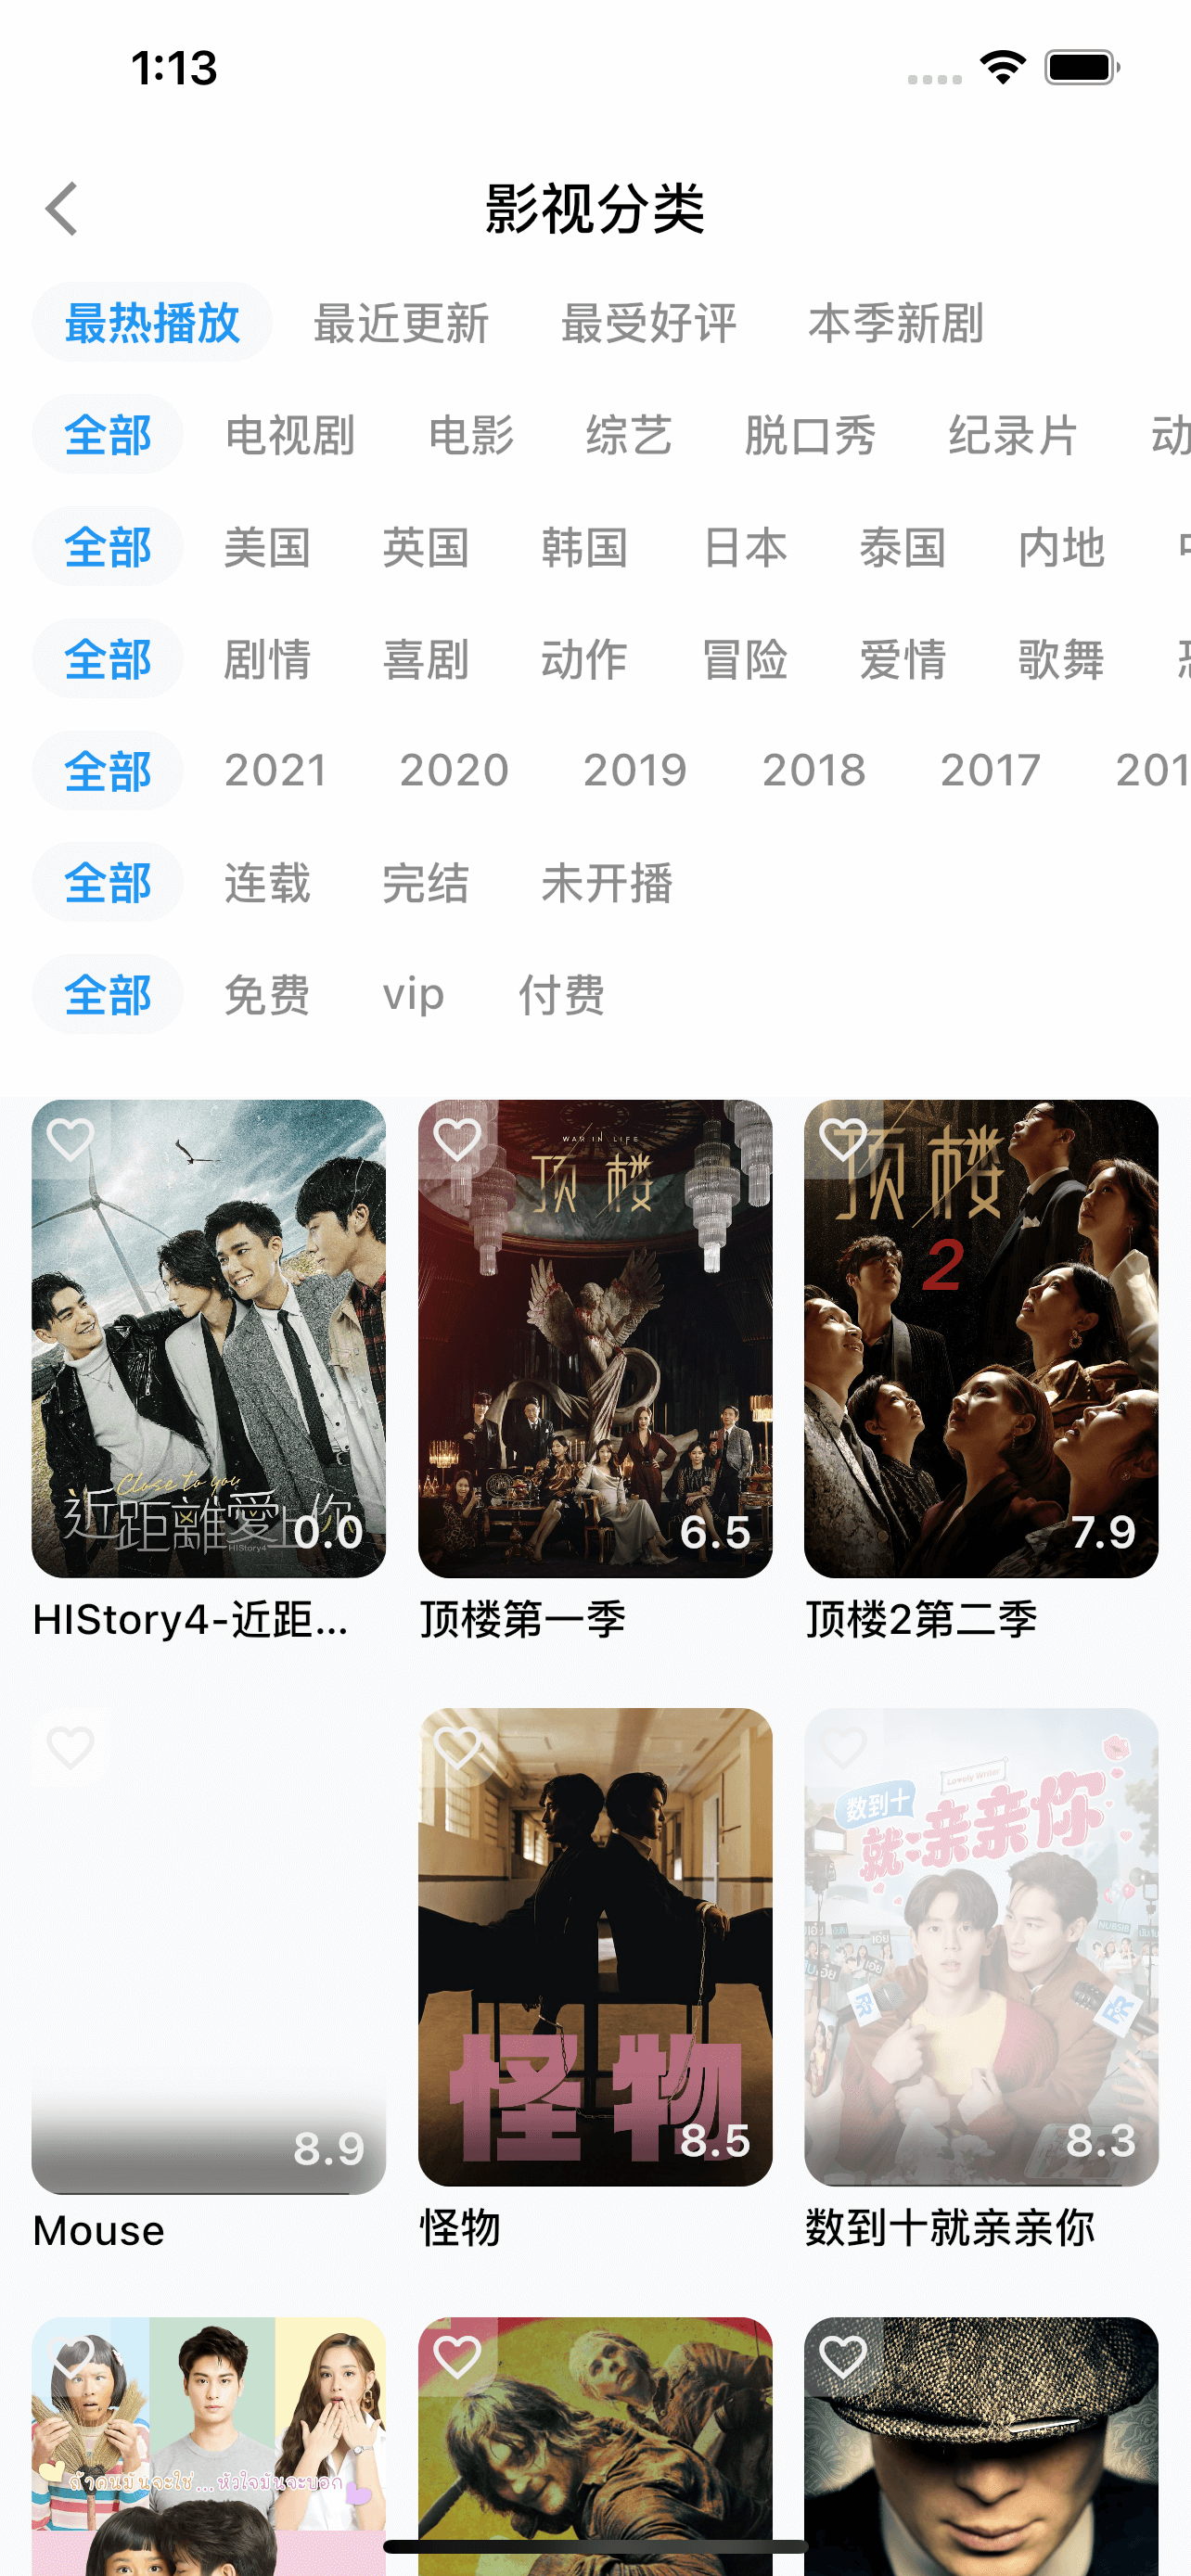 1:13
影视分类
最热播放 最近更新 最受好评 本季新剧
全部 电视剧 电影 综艺 脱口秀 纪录片 动
全部 美国 英国 韩国 日本 泰国 内地
全部 剧情 喜剧 动作 冒险 爱情 歌舞
全部 2021 2020 2019 2018 2017 201
全部 连载 完结 未开播
全部 免费 vip 付费
WAR IN LIFE
顶楼
顶楼
2
Close to you
近距離愛上你
HIStory4
0.0
6.5
7.9
HIStory4-近距...
顶楼第一季
顶楼2第二季
Lovely Writer
数到十
就·亲亲你
怪物
8.9
8.5
8.3
Mouse
怪物
数到十就亲亲你
ถ้าคนมันจะใช่...หัวใจมันจะบอก